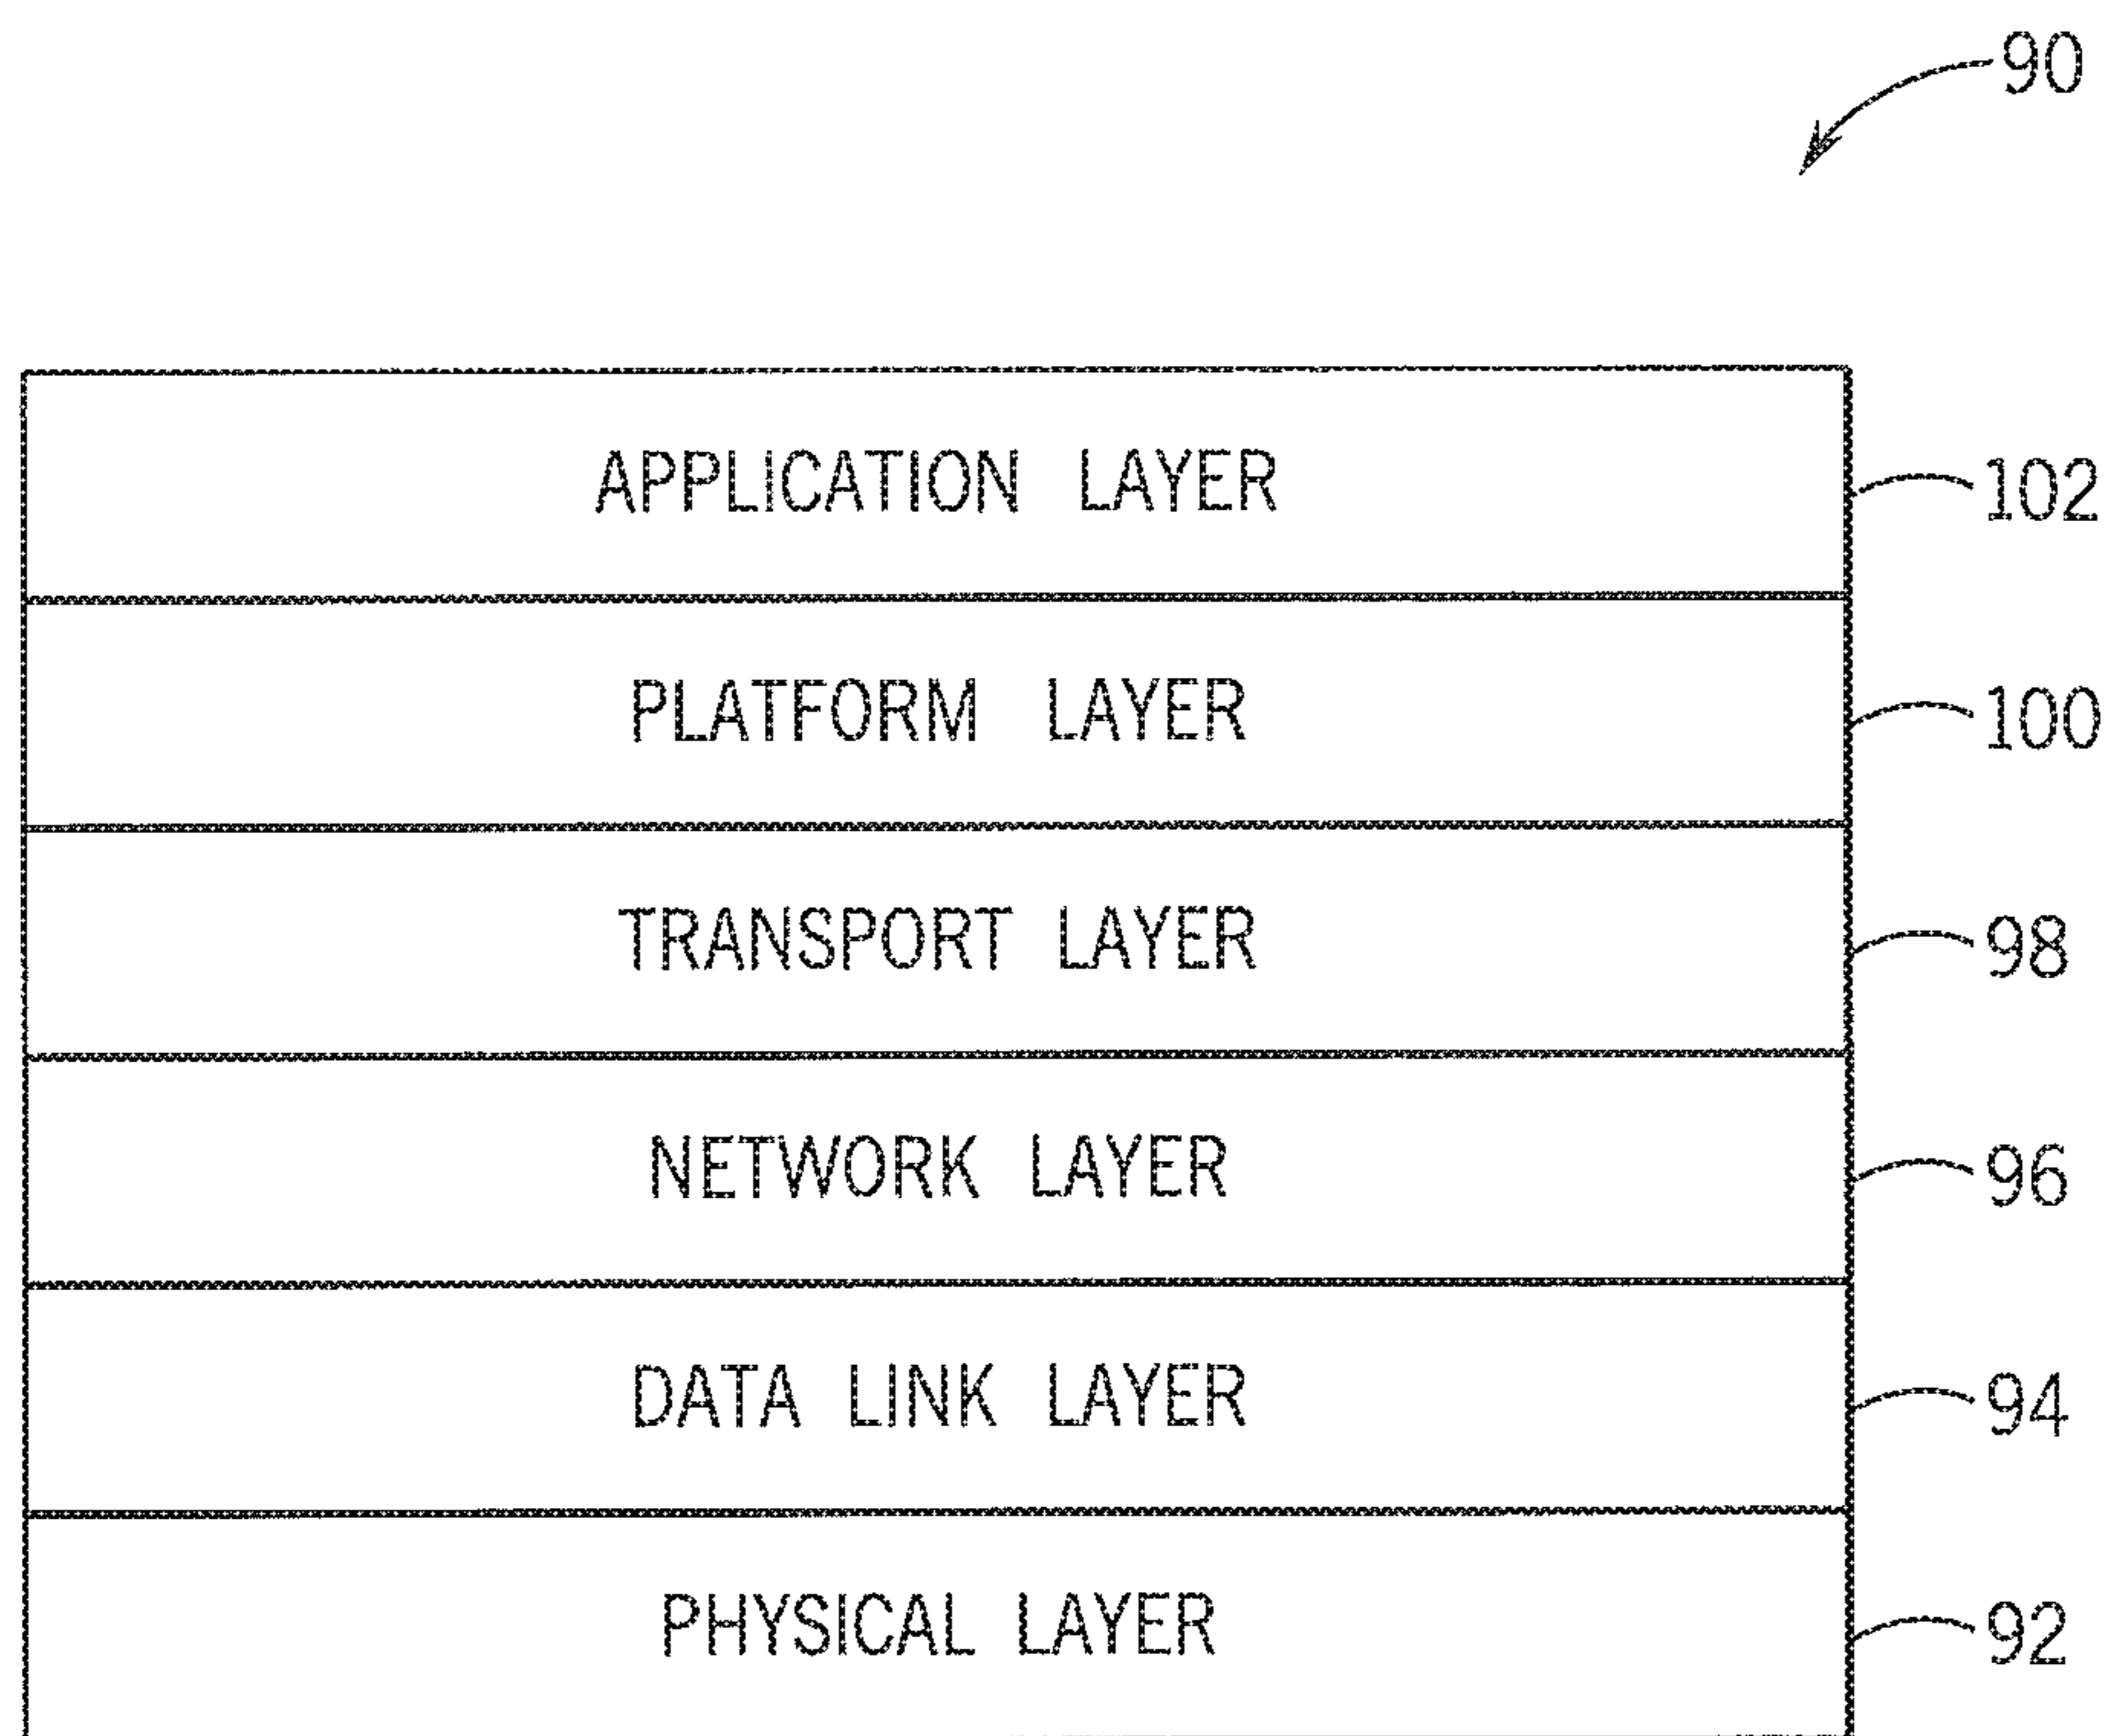 90
APPLICATION LAYER 102
PLATFORM LAYER 100
TRANSPORT LAYER 98
NETWORK LAYER 96
DATA LINK LAYER 94
PHYSICAL LAYER 92